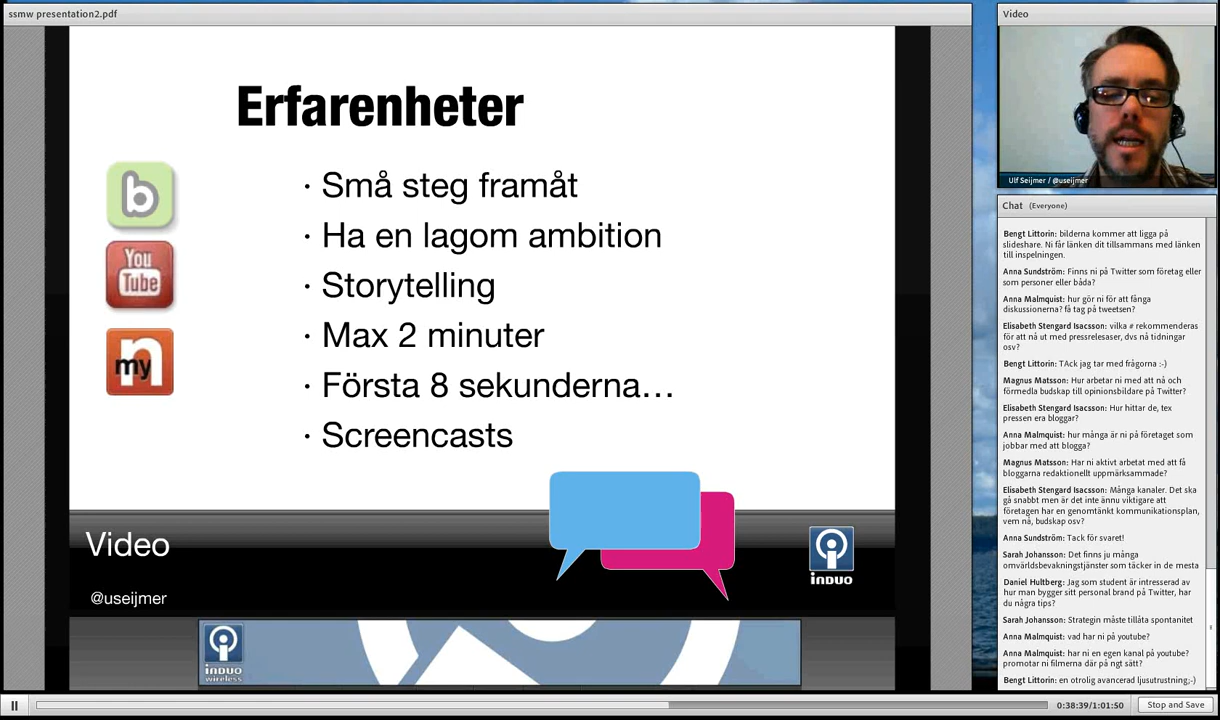 ssmw presentation2.pdf
Erfarenheter
b
You
Tube
my n
· Små steg framåt
· Ha en lagom ambition
· Storytelling
· Max 2 minuter
· Första 8 sekunderna…
· Screencasts
Video
@useijmer
INDUO
INDUO
wireless
Video
Ulf Seijmer / @useijmer
Chat (Everyone)
Bengt Littorin: bilderna kommer att ligga på
slideshare. Ni får länken dit tillsammans med länken
till inspelningen.
Anna Sundström: Finns ni på Twitter som företag eller
som personer eller båda?
Anna Malmquist: hur gör ni för att fånga
diskussionerna? få tag på tweetsen?
Elisabeth Stengard Isacsson: vilka # rekommenderas
för att nå ut med pressrelesaser, dvs nå tidningar
osv?
Bengt Littorin: TAck jag tar med frågorna :-)
Magnus Matsson: Hur arbetar ni med att nå och
förmedla budskap till opinionsbildare på Twitter?
Elisabeth Stengard Isacsson: Hur hittar de, tex
pressen era bloggar?
Anna Malmquist: hur många är ni på företaget som
jobbar med att blogga?
Magnus Matsson: Har ni aktivt arbetat med att få
bloggarna redaktionellt uppmärksammade?
Elisabeth Stengard Isacsson: Många kanaler. Det ska
gå snabbt men är det inte ännu viktigare att
företagen har en genomtänkt kommunikationsplan,
vem nå, budskap osv?
Anna Sundström: Tack för svaret!
Sarah Johansson: Det finns ju många
omvärldsbevakningstjänster som täcker in de mesta
Daniel Hultberg: Jag som student är intresserad av
hur man bygger sitt personal brand på Twitter, har
du några tips?
Sarah Johansson: Strategin måste tillåta spontanitet
Anna Malmquist: vad har ni på youtube?
Anna Malmquist: har ni en egen kanal på youtube?
promotar ni filmerna där på ngt sätt?
Bengt Littorin: en otrolig avancerad ljusutrustning;-)
0:38:39/1:01:50
Stop and Save